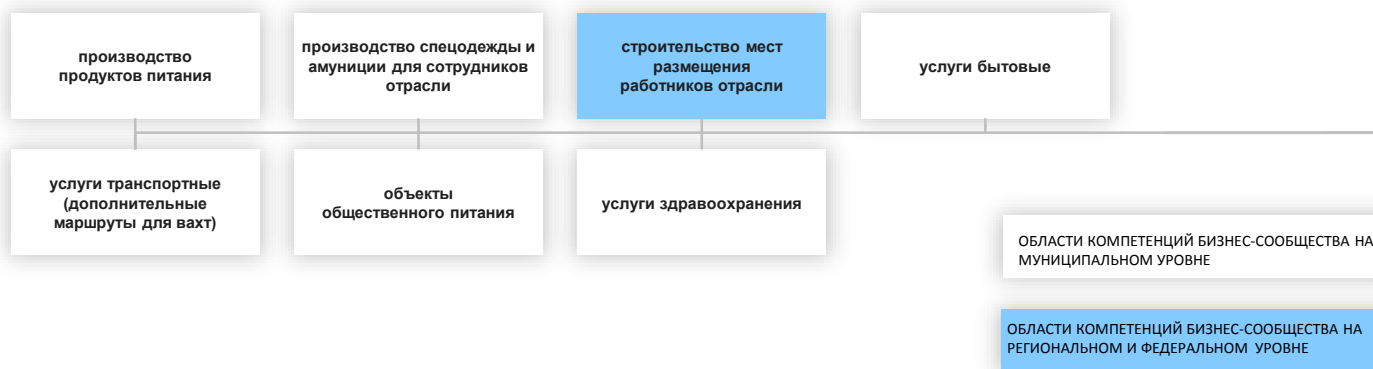 производство
продуктов питания
производство спецодежды и
амуниции для сотрудников
отрасли
строительство мест
размещения
работников отрасли
услуги бытовые
услуги транспортные
(дополнительные
маршруты для вахт)
объекты
общественного питания
услуги здравоохранения
ОБЛАСТИ КОМПЕТЕНЦИЙ БИЗНЕС-СООБЩЕСТВА НА
МУНИЦИПАЛЬНОМ УРОВНЕ
ОБЛАСТИ КОМПЕТЕНЦИЙ БИЗНЕС-СООБЩЕСТВА НА
РЕГИОНАЛЬНОМ И ФЕДЕРАЛЬНОМ УРОВНЕ